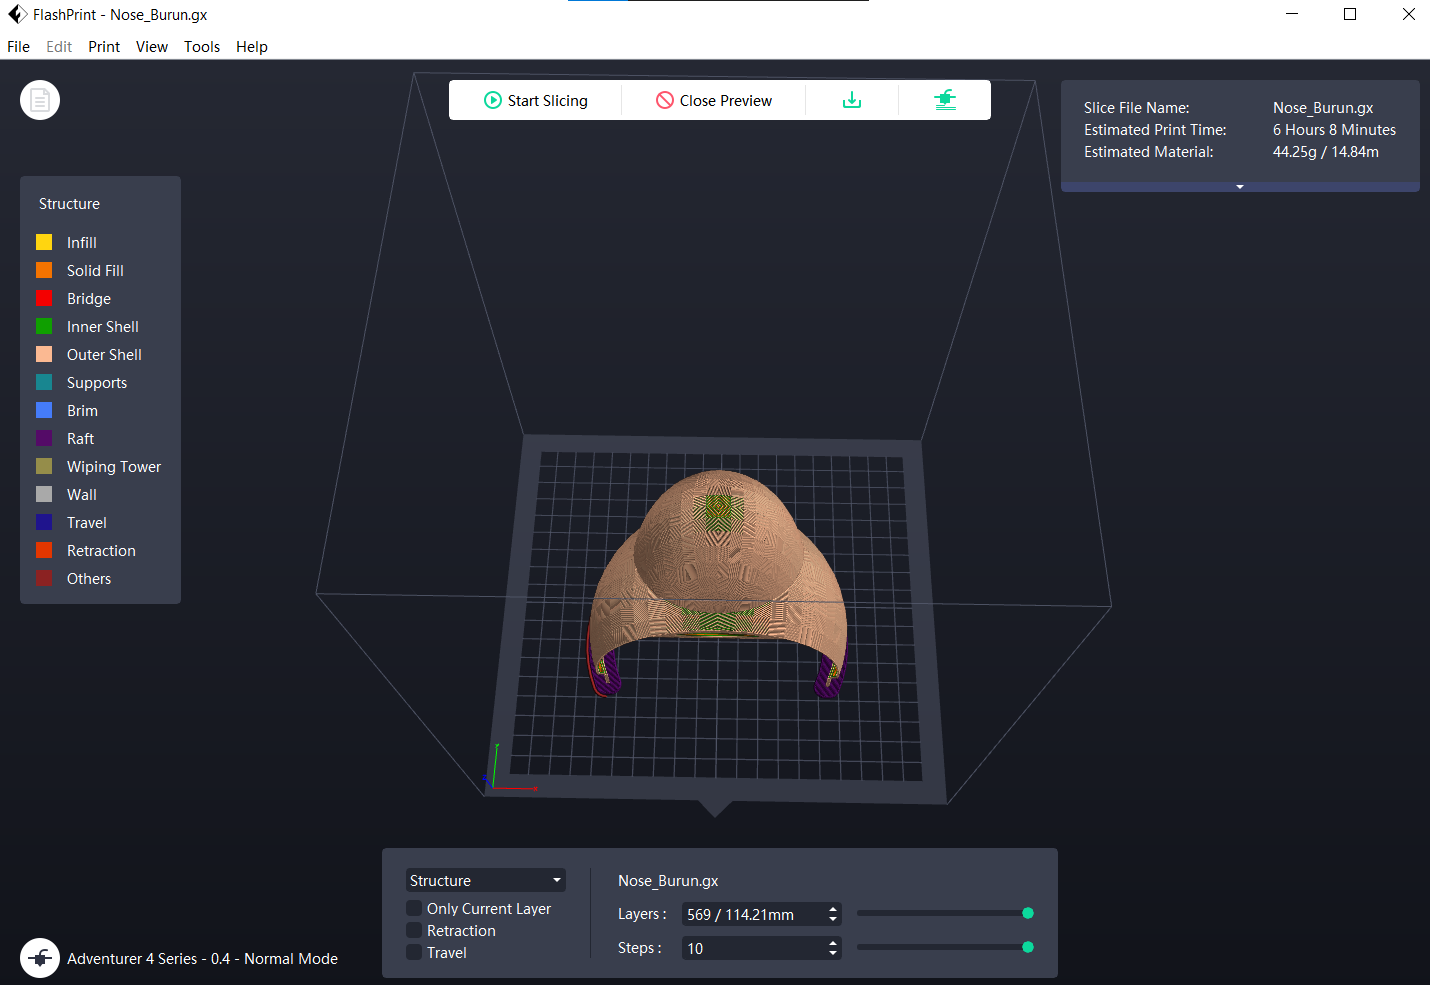 FlashPrint - Nose_Burun.gx
File Edit Print View Tools Help
Start Slicing Close Preview
Slice File Name: Nose_Burun.gx
Estimated Print Time: 6 Hours 8 Minutes
Estimated Material: 44.25g / 14.84m
Structure
Infill
Solid Fill
Bridge
Inner Shell
Outer Shell
Supports
Brim
Raft
Wiping Tower
Wall
Travel
Retraction
Others
Structure
Only Current Layer
Retraction
Travel
Nose_Burun.gx
Layers : 569 / 114.21mm
Steps : 10
Adventurer 4 Series - 0.4 - Normal Mode